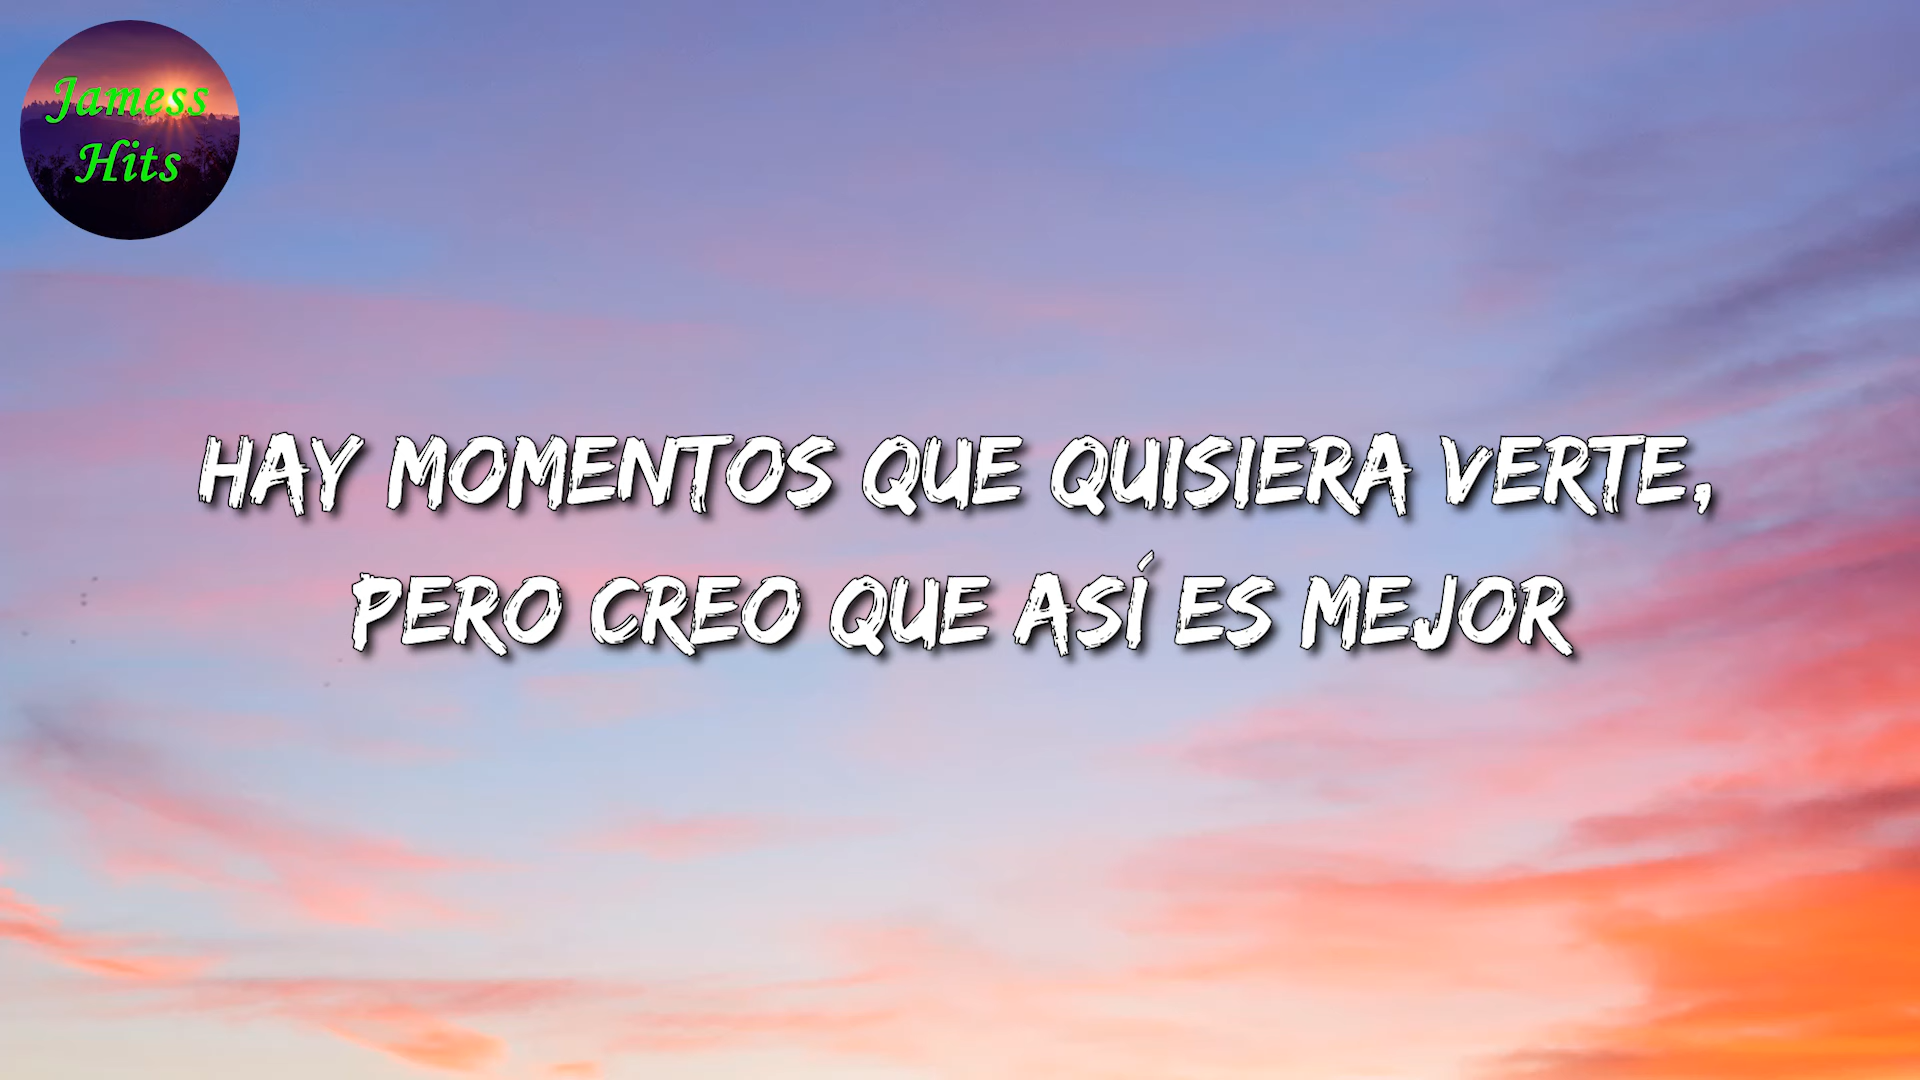 Jamess
Hits
HAY MOMENTOS QUE QUISIERA VERTE,
PERO CREO QUE ASÍ ES MEJOR